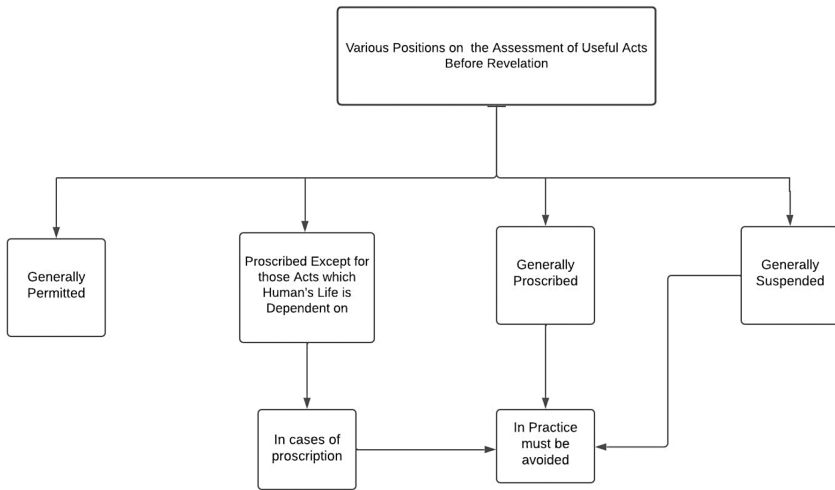 Various Positions on the Assessment of Useful Acts
Before Revelation
Generally
Permitted
Proscribed Except for
those Acts which
Human's Life is
Dependent on
Generally
Proscribed
Generally
Suspended
In cases of
proscription
In Practice
must be
avoided